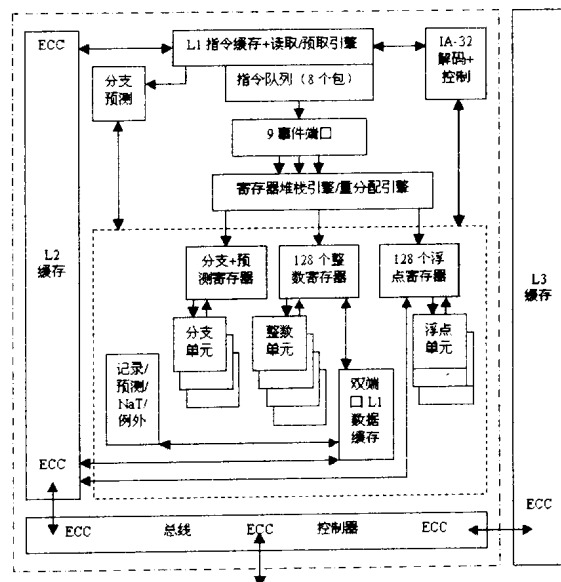 ECC
L1 指令缓存+读取/预取引擎
IA-32
解码+
控制
分支
预测
指令队列（8 个包）
9 事件端口
寄存器堆栈引擎/重分配引擎
L2
缓存
L3
缓存
分支+预
测寄存器
128 个整
数寄存器
128 个浮
点寄存器
分支
单元
整数
单元
浮点
单元
记录/
预测/
NaT/
例外
双端
口 L1
数据
缓存
ECC
ECC
ECC
总线
ECC
控制器
ECC